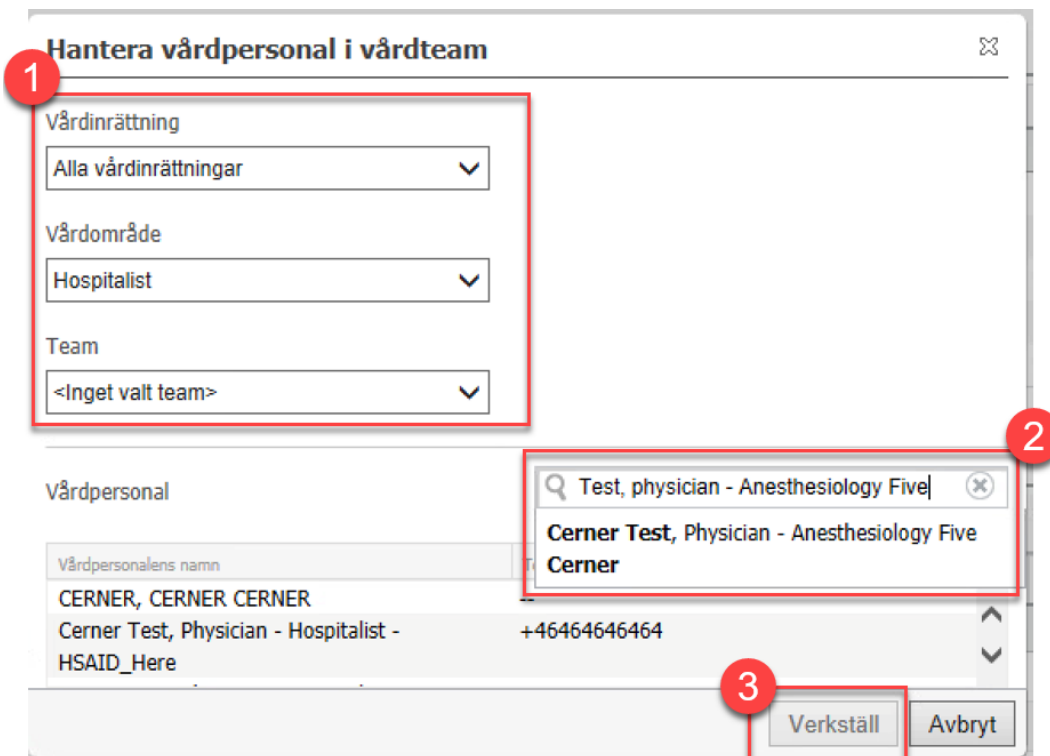 Hantera vårdpersonal i vårdteam
1
Vårdinrättning
Alla vårdinrättningar
Vårdområde
Hospitalist
Team
<Inget valt team>
2
Vårdpersonal
Test, physician - Anesthesiology Five
Cerner Test, Physician - Anesthesiology Five
Cerner
Vårdpersonalens namn
CERNER, CERNER CERNER
--
Cerner Test, Physician - Hospitalist -
HSAID_Here
+46464646464
3
Verkställ
Avbryt